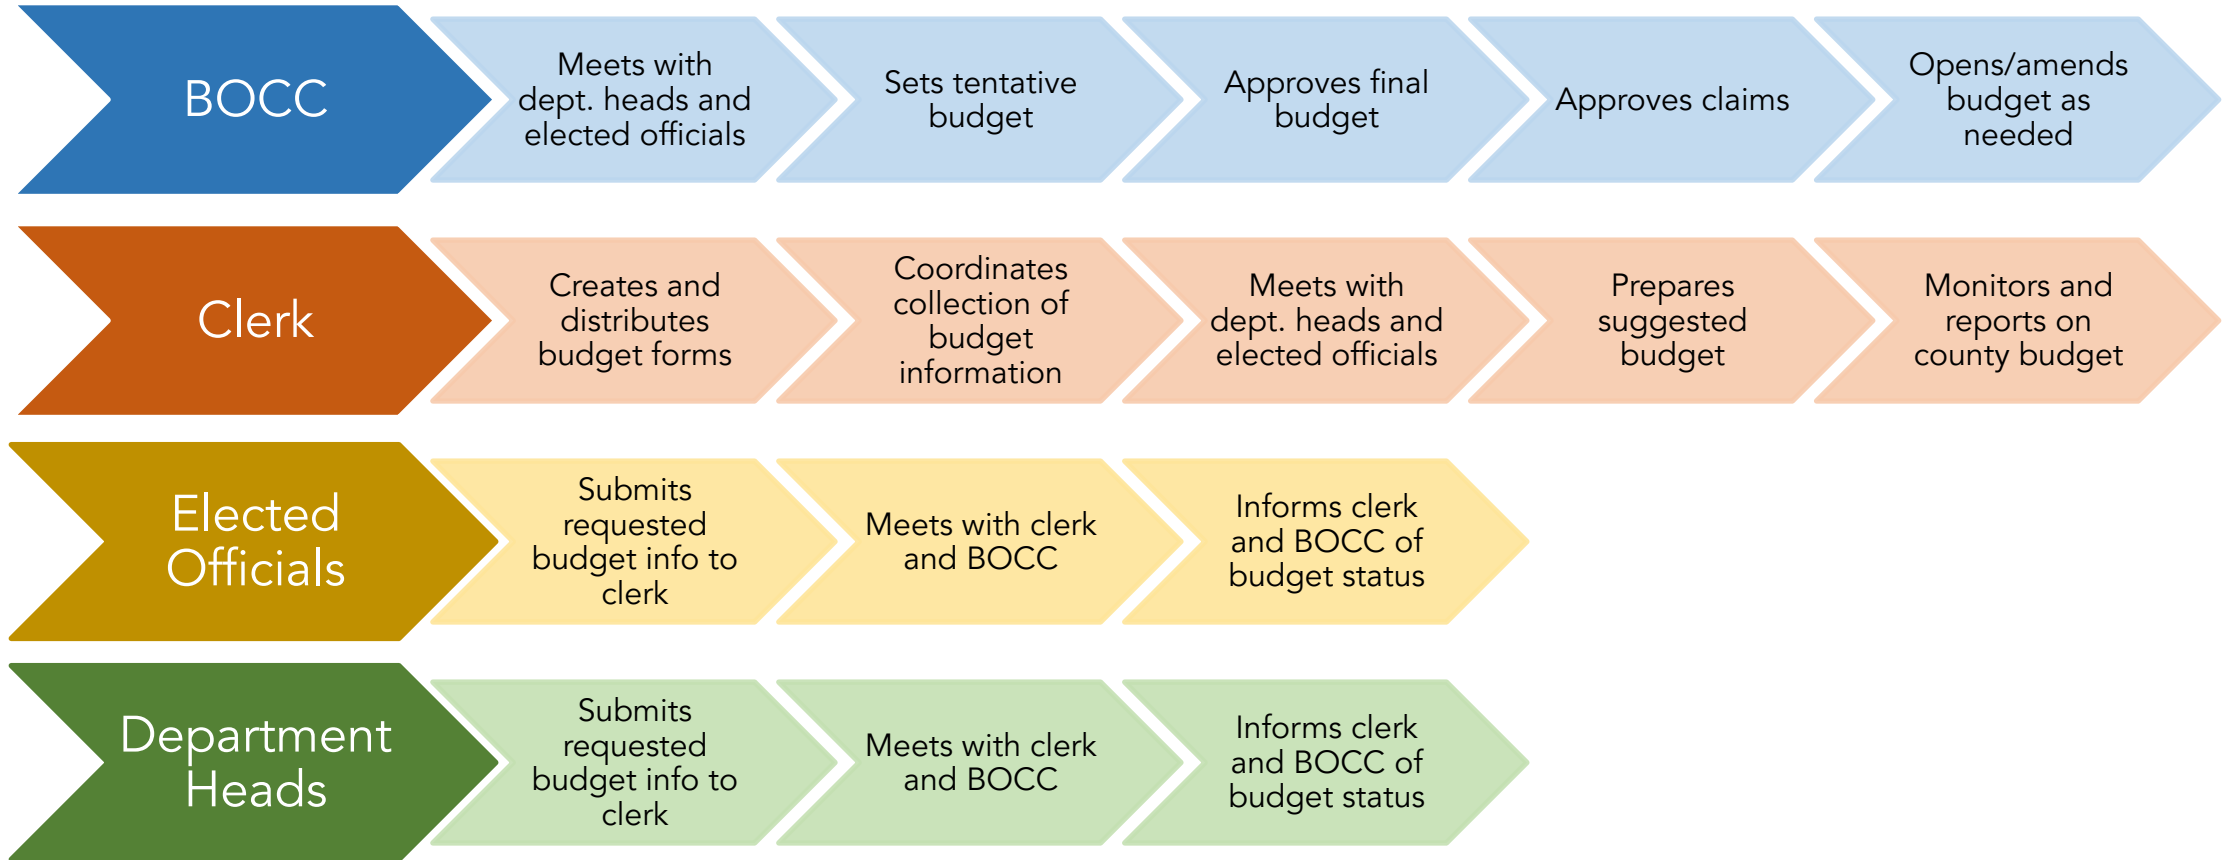 BOCC
Meets with
dept. heads and
elected officials
Sets tentative
budget
Approves final
budget
Approves claims
Opens/amends
budget as
needed
Clerk
Creates and
distributes
budget forms
Coordinates
collection of
budget
information
Meets with
dept. heads and
elected officials
Prepares
suggested
budget
Monitors and
reports on
county budget
Elected
Officials
Submits
requested
budget info to
clerk
Meets with clerk
and BOCC
Informs clerk
and BOCC of
budget status
Department
Heads
Submits
requested
budget info to
clerk
Meets with clerk
and BOCC
Informs clerk
and BOCC of
budget status